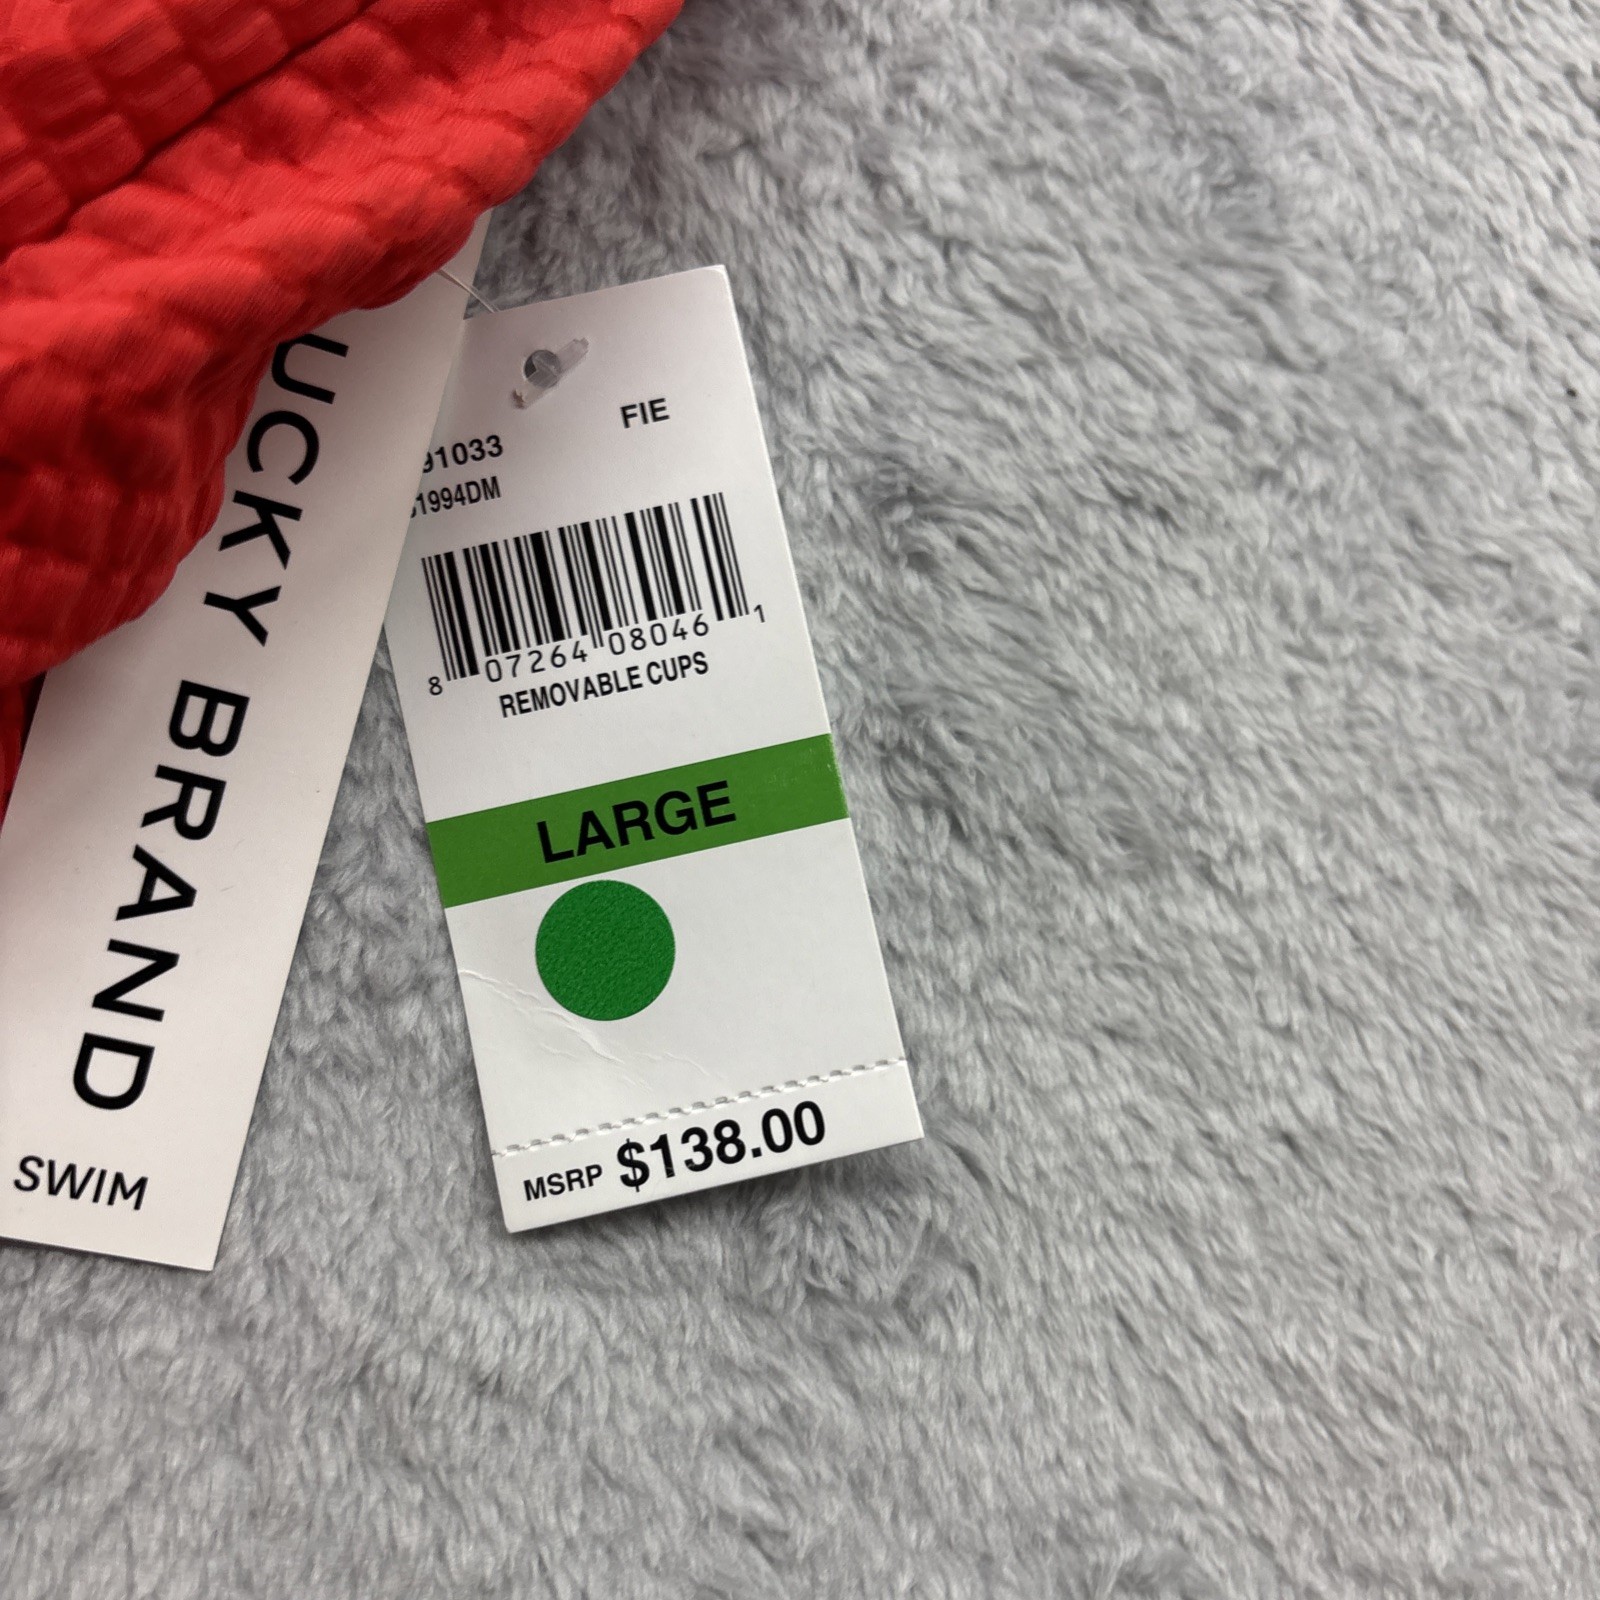 UCKY BRAND
SWIM
FIE
91033
1994DM
8 07264 08046 1
REMOVABLE CUPS
LARGE
MSRP $138.00